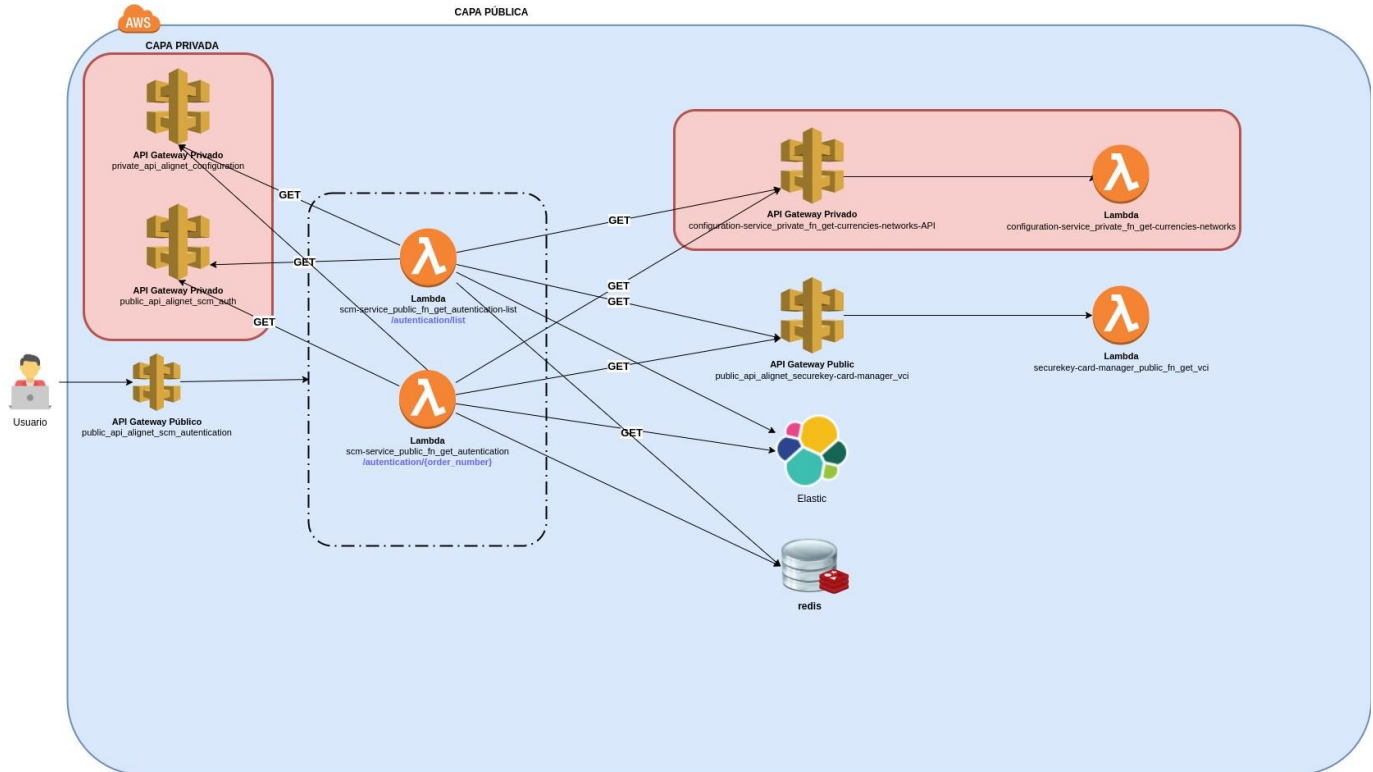 CAPA PÚBLICA
AWS
CAPA PRIVADA
API Gateway Privado
private_api_alignet_configuration
GET
API Gateway Privado
public_api_alignet_scm_auth
GET
GET
Usuario
API Gateway Público
public_api_alignet_scm_autentication
Lambda
scm-service_public_fn_get_autentication-list
/autentication/list
Lambda
scm-service_public_fn_get_autentication
/autentication/{order_number}
GET
GET
GET
GET
GET
API Gateway Privado
configuration-service_private_fn_get-currencies-networks-API
Lambda
configuration-service_private_fn_get-currencies-networks
API Gateway Public
public_api_alignet_securekey-card-manager_vci
Lambda
securekey-card-manager_public_fn_get_vci
Elastic
redis